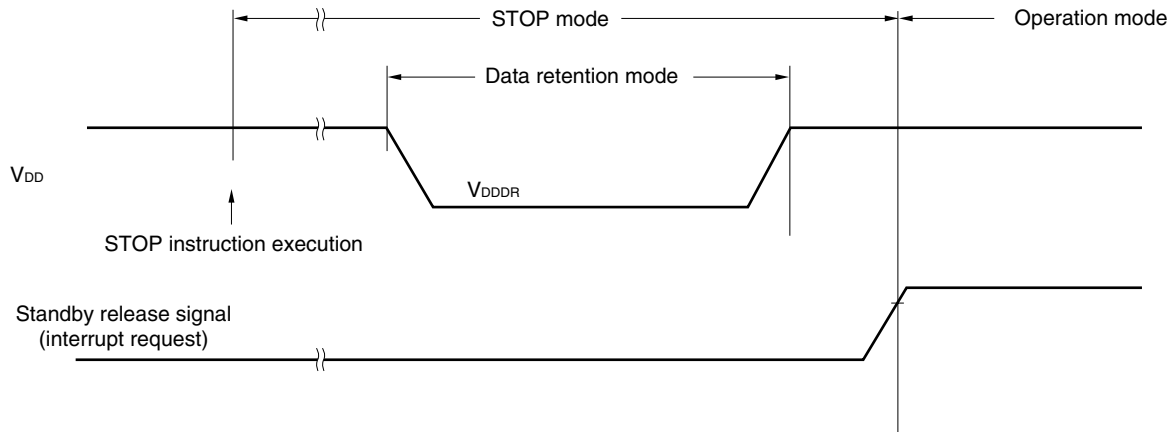 STOP mode
Operation mode
Data retention mode
VDD
VDDDR
STOP instruction execution
Standby release signal
(interrupt request)